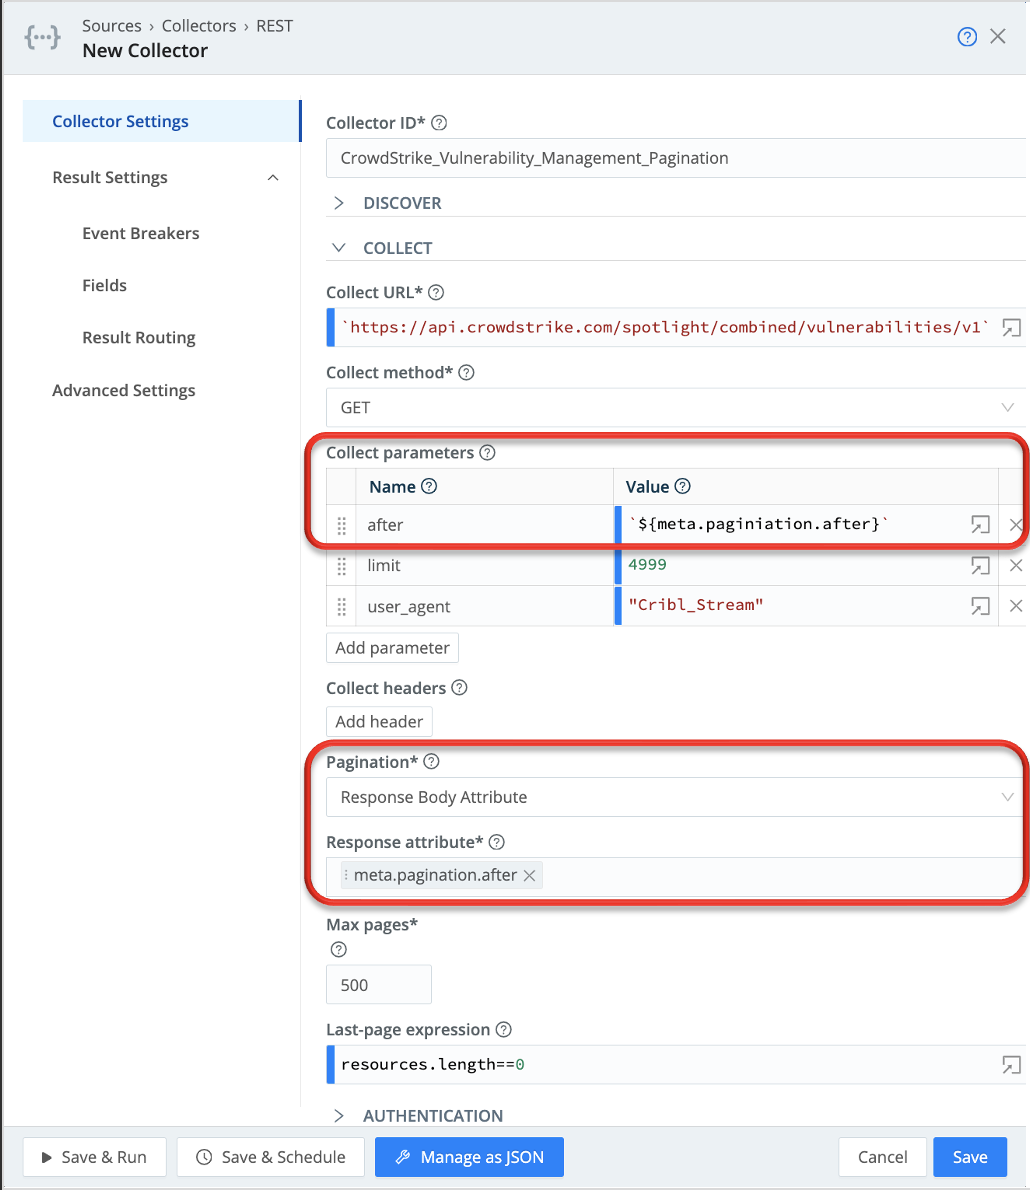 Sources › Collectors › REST
New Collector
Collector Settings
Result Settings
Event Breakers
Fields
Result Routing
Advanced Settings
Collector ID*
CrowdStrike_Vulnerability_Management_Pagination
DISCOVER
COLLECT
Collect URL*
`https://api.crowdstrike.com/spotlight/combined/vulnerabilities/v1`
Collect method*
GET
Collect parameters
Name Value
after `${meta.paginiation.after}`
limit 4999
user_agent "Cribl_Stream"
Add parameter
Collect headers
Add header
Pagination*
Response Body Attribute
Response attribute*
meta.pagination.after
Max pages*
500
Last-page expression
resources.length==0
AUTHENTICATION
Save & Run Save & Schedule Manage as JSON Cancel Save